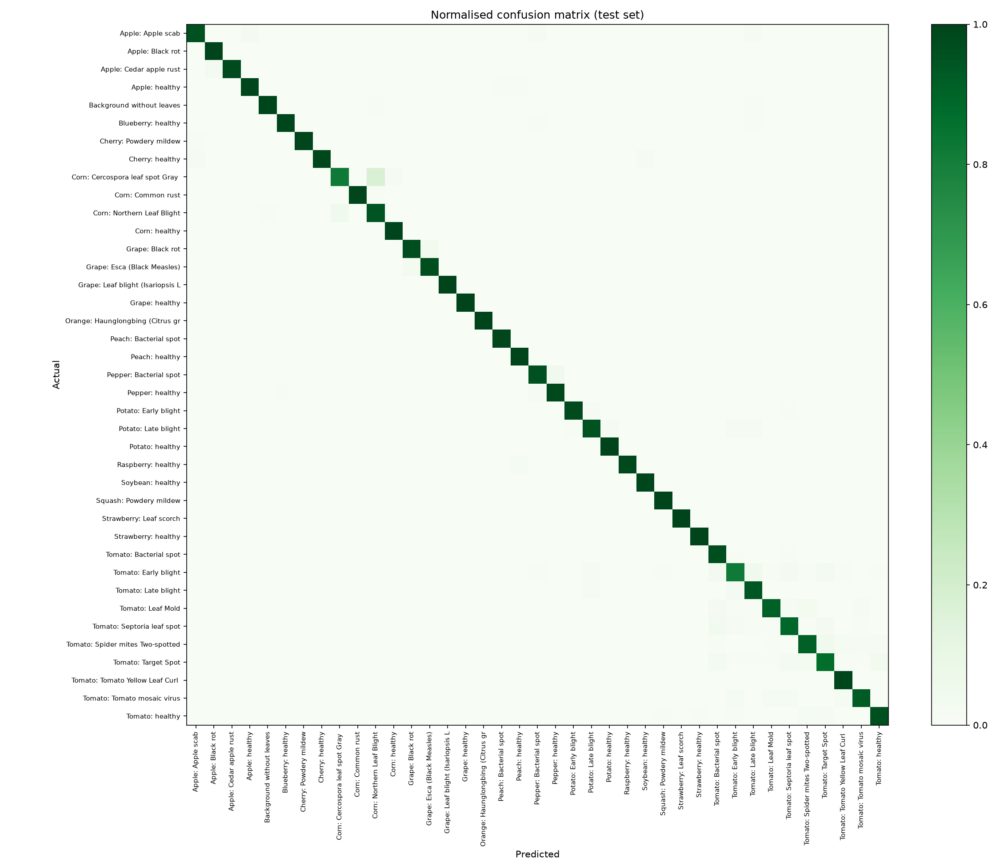 Normalised confusion matrix (test set)
Actual
Apple: Apple scab
Apple: Black rot
Apple: Cedar apple rust
Apple: healthy
Background without leaves
Blueberry: healthy
Cherry: Powdery mildew
Cherry: healthy
Corn: Cercospora leaf spot Gray
Corn: Common rust
Corn: Northern Leaf Blight
Corn: healthy
Grape: Black rot
Grape: Esca (Black Measles)
Grape: Leaf blight (Isariopsis L
Grape: healthy
Orange: Haunglongbing (Citrus gr
Peach: Bacterial spot
Peach: healthy
Pepper: Bacterial spot
Pepper: healthy
Potato: Early blight
Potato: Late blight
Potato: healthy
Raspberry: healthy
Soybean: healthy
Squash: Powdery mildew
Strawberry: Leaf scorch
Strawberry: healthy
Tomato: Bacterial spot
Tomato: Early blight
Tomato: Late blight
Tomato: Leaf Mold
Tomato: Septoria leaf spot
Tomato: Spider mites Two-spotted
Tomato: Target Spot
Tomato: Tomato Yellow Leaf Curl
Tomato: Tomato mosaic virus
Tomato: healthy
Apple: Apple scab
Apple: Black rot
Apple: Cedar apple rust
Apple: healthy
Background without leaves
Blueberry: healthy
Cherry: Powdery mildew
Cherry: healthy
Corn: Cercospora leaf spot Gray
Corn: Common rust
Corn: Northern Leaf Blight
Corn: healthy
Grape: Black rot
Grape: Esca (Black Measles)
Grape: Leaf blight (Isariopsis L
Grape: healthy
Orange: Haunglongbing (Citrus gr
Peach: Bacterial spot
Peach: healthy
Pepper: Bacterial spot
Pepper: healthy
Potato: Early blight
Potato: Late blight
Potato: healthy
Raspberry: healthy
Soybean: healthy
Squash: Powdery mildew
Strawberry: Leaf scorch
Strawberry: healthy
Tomato: Bacterial spot
Tomato: Early blight
Tomato: Late blight
Tomato: Leaf Mold
Tomato: Septoria leaf spot
Tomato: Spider mites Two-spotted
Tomato: Target Spot
Tomato: Tomato Yellow Leaf Curl
Tomato: Tomato mosaic virus
Tomato: healthy
Predicted
1.0
0.8
0.6
0.4
0.2
0.0